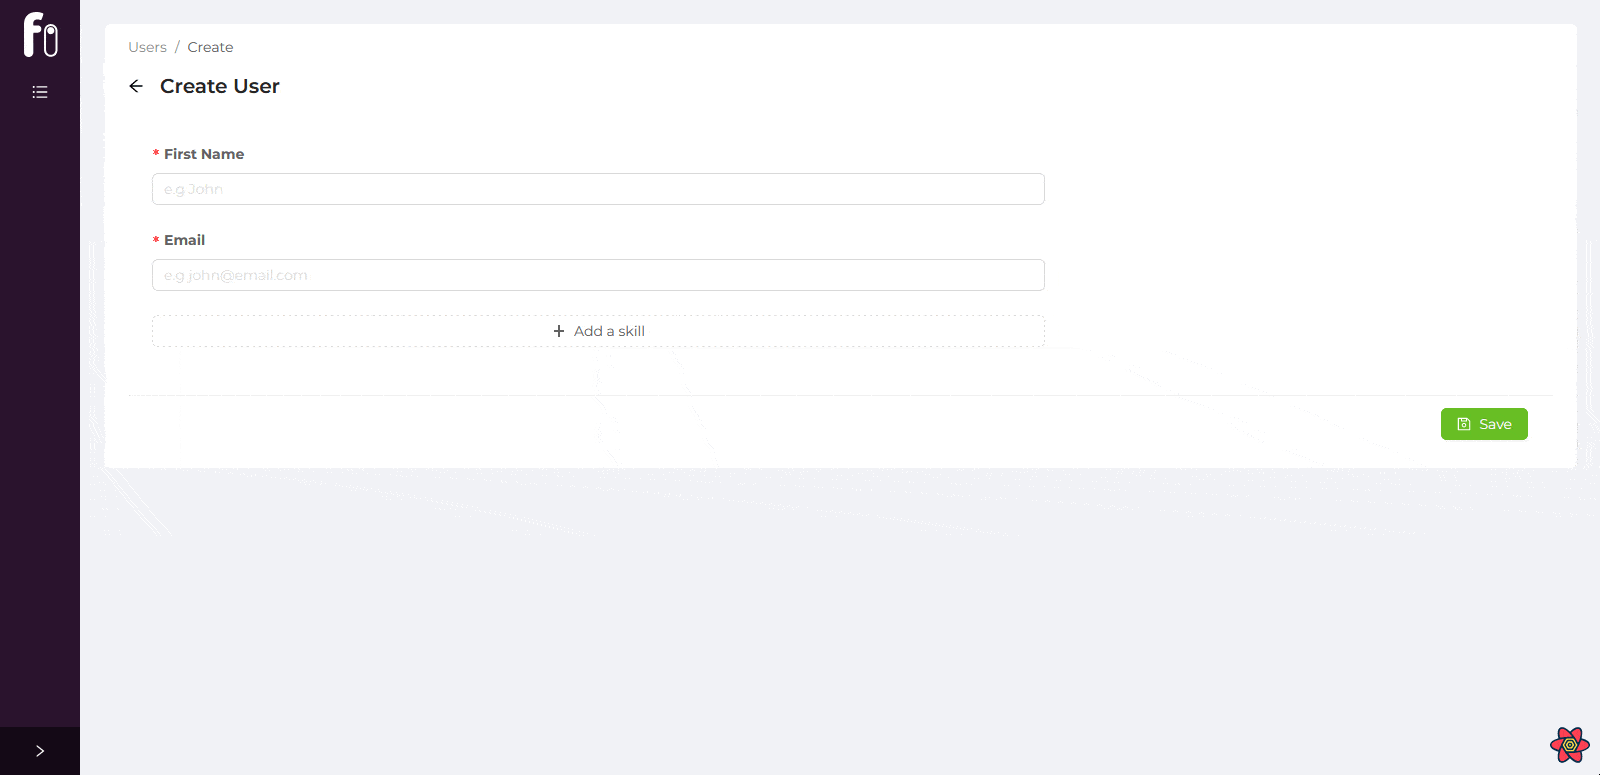 Users / Create
Create User
* First Name
e.g John
* Email
e.g john@email.com
Add a skill
Save